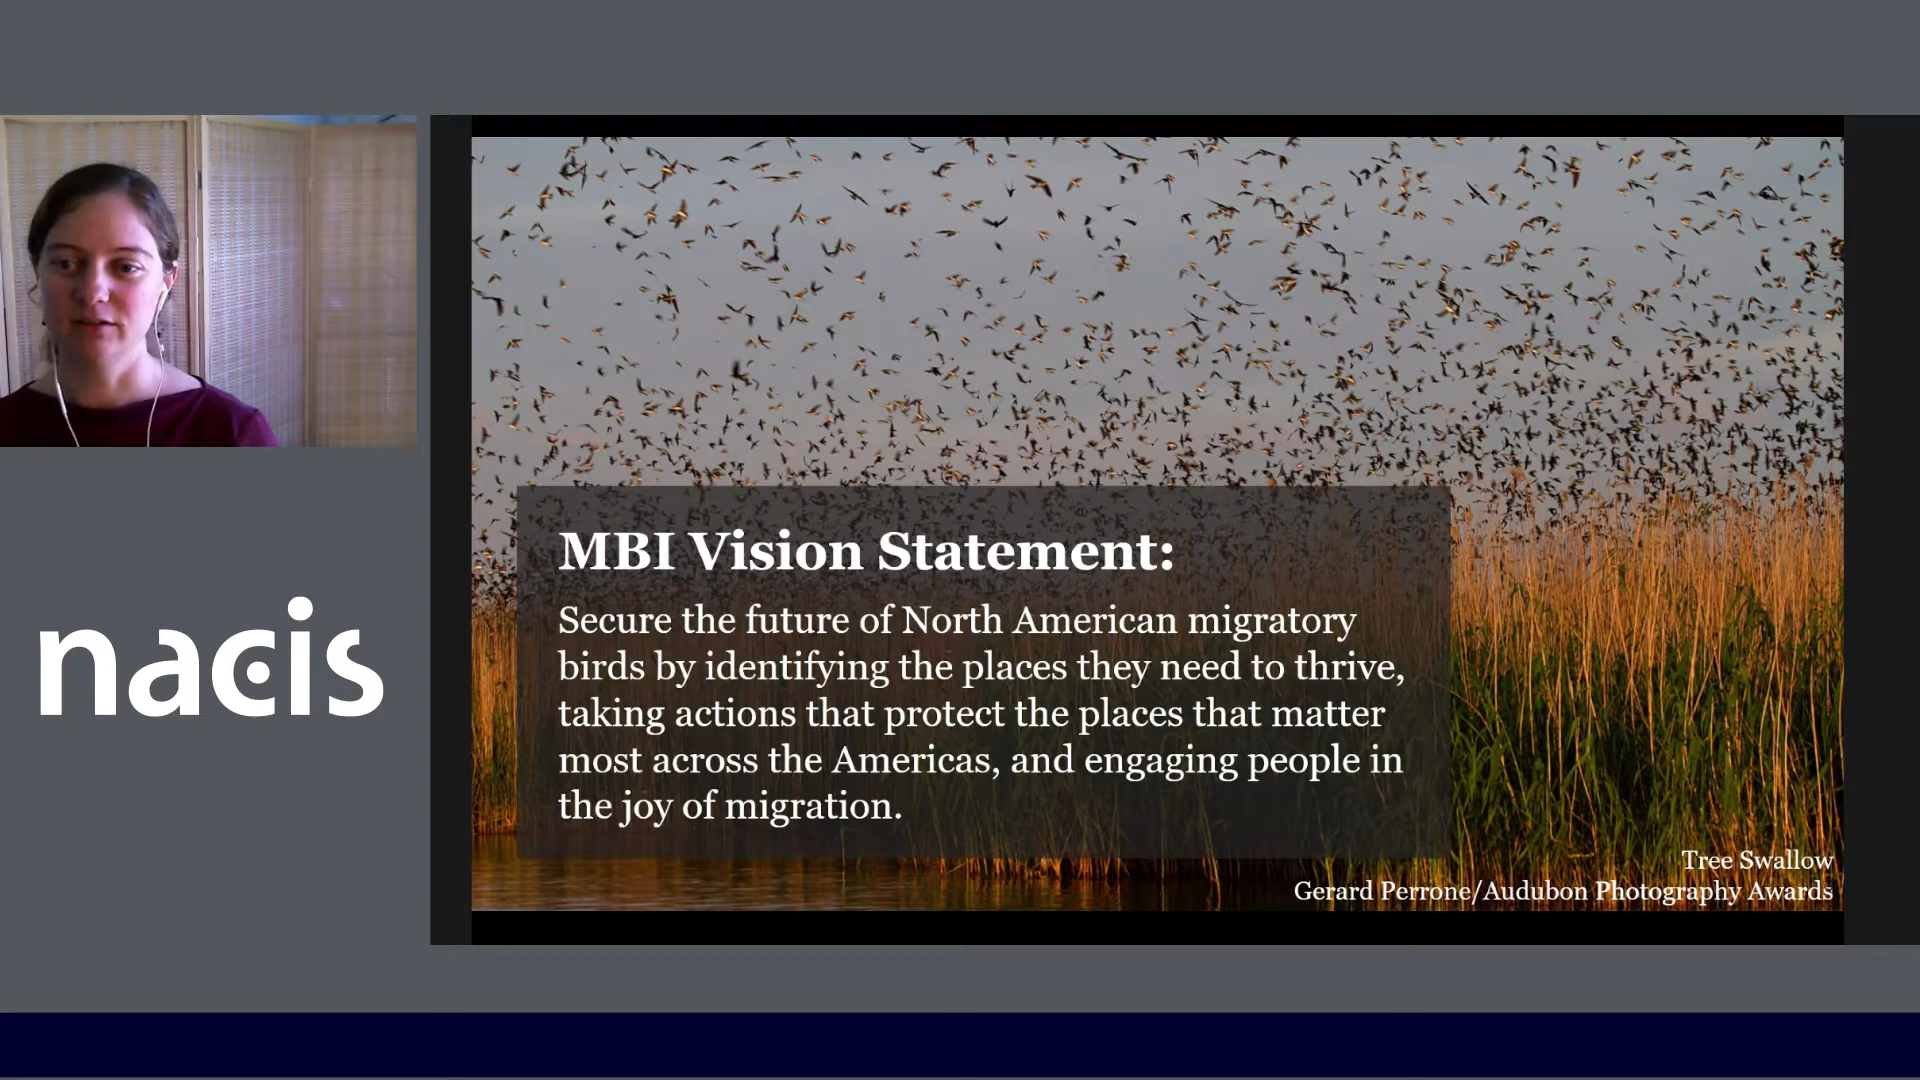 nacis
MBI Vision Statement:
Secure the future of North American migratory
birds by identifying the places they need to thrive,
taking actions that protect the places that matter
most across the Americas, and engaging people in
the joy of migration.
Tree Swallow
Gerard Perrone/Audubon Photography Awards